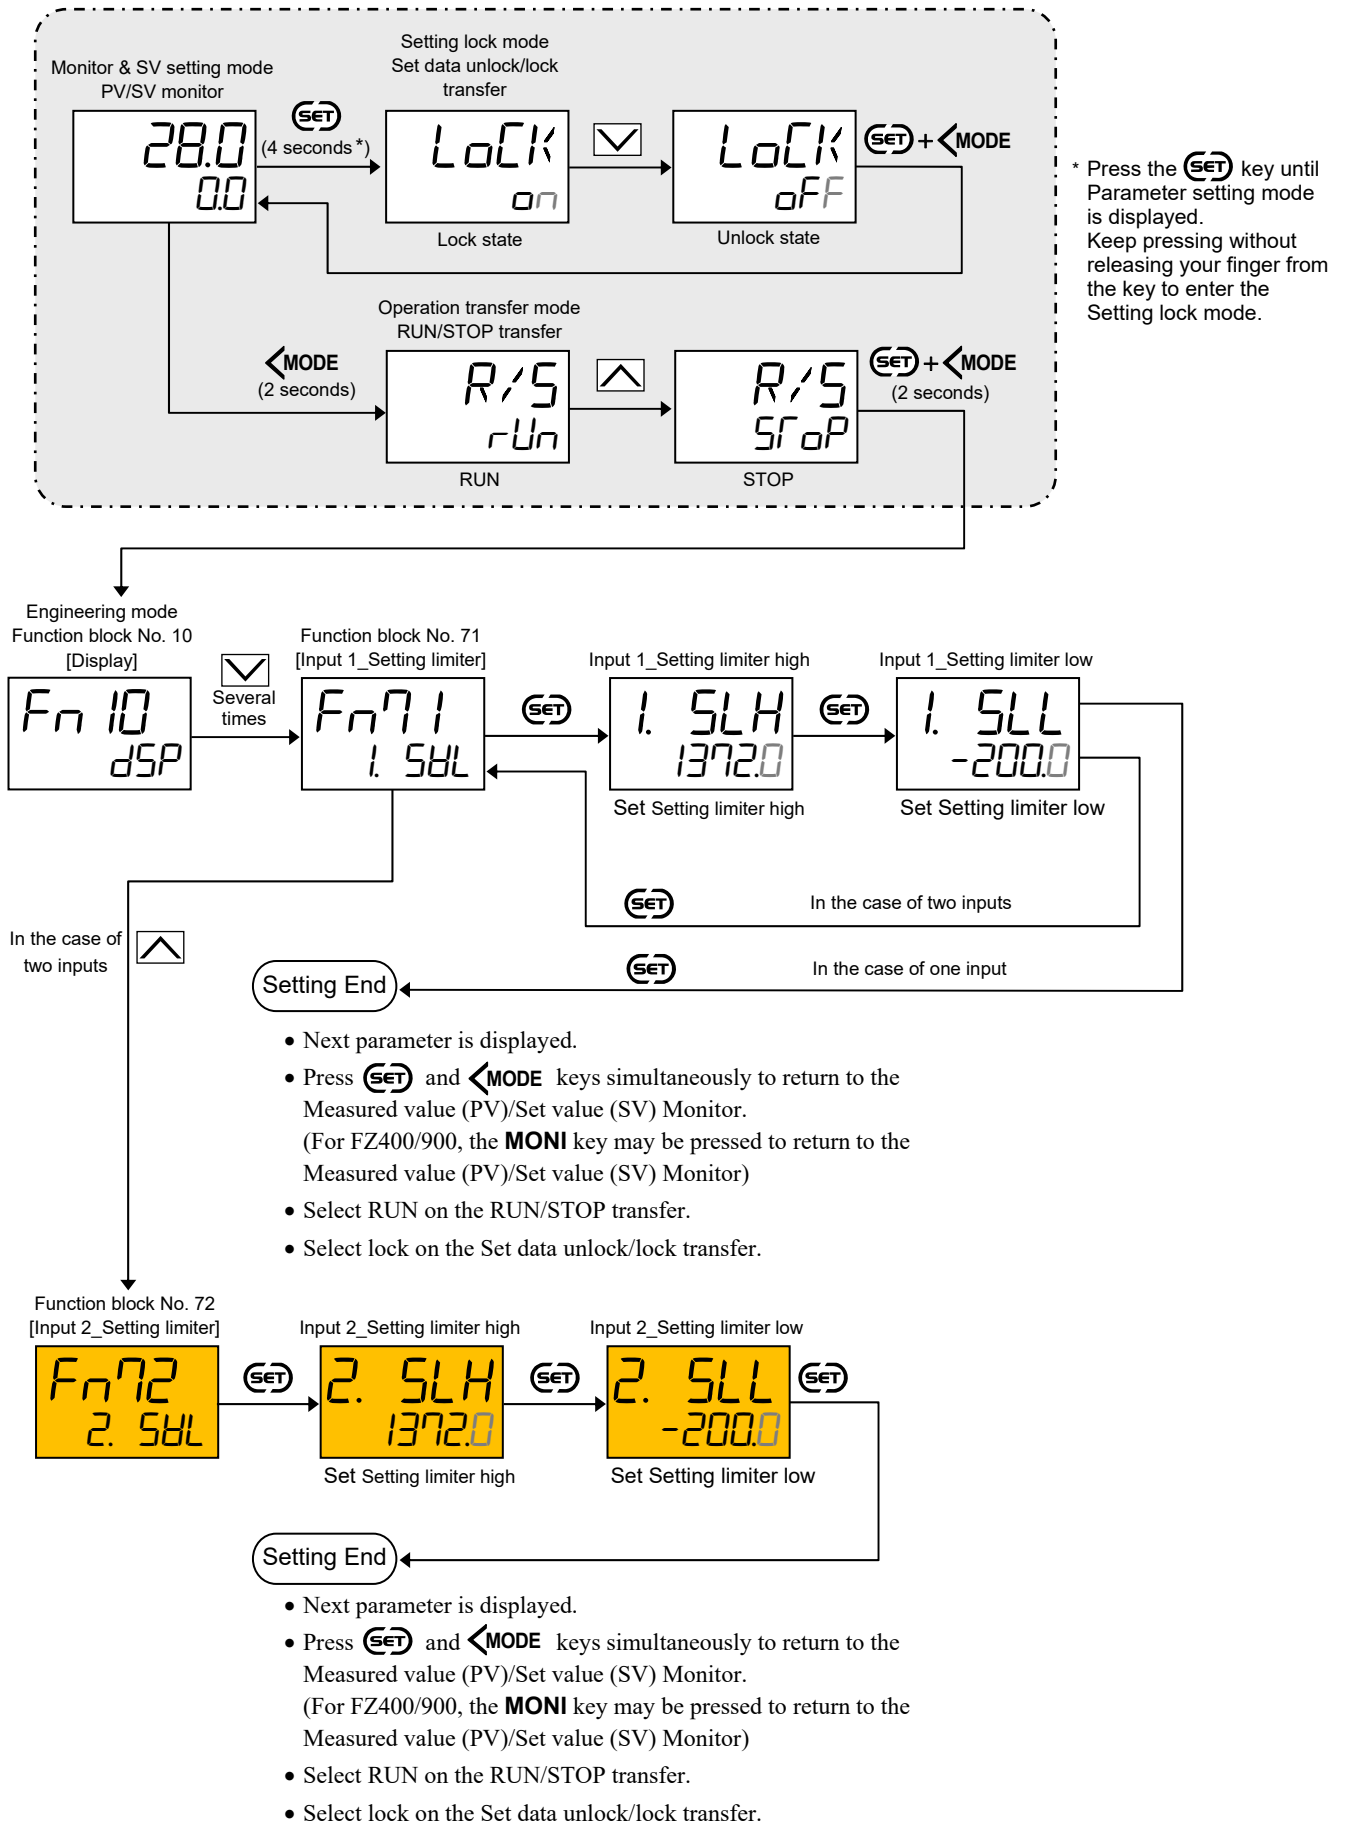 Setting lock mode
Set data unlock/lock
transfer
Monitor & SV setting mode
PV/SV monitor
28.0
0.0
SET
(4 seconds*)
LoCK
on
Lock state
LoCK
oFF
Unlock state
SET + <MODE
* Press the SET key until
Parameter setting mode
is displayed.
Keep pressing without
releasing your finger from
the key to enter the
Setting lock mode.
Operation transfer mode
RUN/STOP transfer
<MODE
(2 seconds)
R/S
rUn
RUN
R/S
SToP
STOP
SET + <MODE
(2 seconds)
Engineering mode
Function block No. 10
[Display]
Fn 10
dSP
Several
times
Function block No. 71
[Input 1_Setting limiter]
Fn71
SET
Input 1_Setting limiter high
1. SLH
1372.0
Set Setting limiter high
SET
Input 1_Setting limiter low
1. SLL
-200.0
Set Setting limiter low
SET
In the case of two inputs
SET
In the case of one input
In the case of
two inputs
Setting End
• Next parameter is displayed.
• Press SET and <MODE keys simultaneously to return to the
Measured value (PV)/Set value (SV) Monitor.
(For FZ400/900, the MONI key may be pressed to return to the
Measured value (PV)/Set value (SV) Monitor)
• Select RUN on the RUN/STOP transfer.
• Select lock on the Set data unlock/lock transfer.
Function block No. 72
[Input 2_Setting limiter]
Fn72
SET
Input 2_Setting limiter high
2. SLH
1372.0
Set Setting limiter high
SET
Input 2_Setting limiter low
2. SLL
-200.0
Set Setting limiter low
SET
Setting End
• Next parameter is displayed.
• Press SET and <MODE keys simultaneously to return to the
Measured value (PV)/Set value (SV) Monitor.
(For FZ400/900, the MONI key may be pressed to return to the
Measured value (PV)/Set value (SV) Monitor)
• Select RUN on the RUN/STOP transfer.
• Select lock on the Set data unlock/lock transfer.